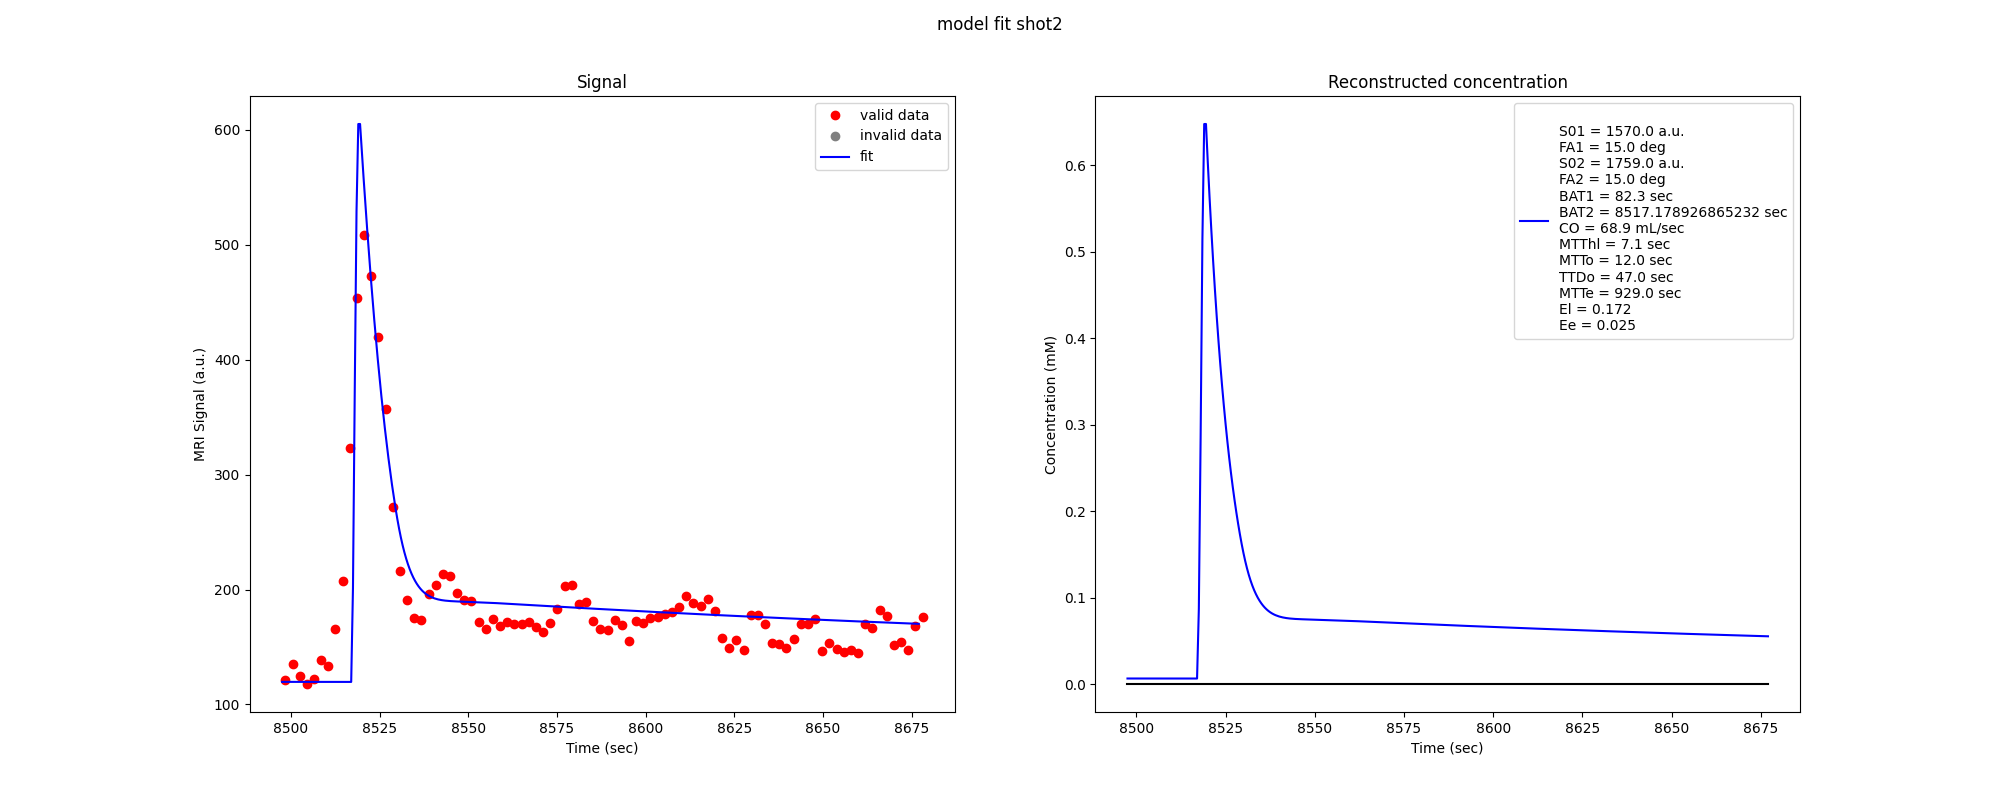 model fit shot2
Signal
600
500
400
300
200
100
MRI Signal (a.u.)
valid data
invalid data
fit
8500 8525 8550 8575 8600 8625 8650 8675
Time (sec)
Reconstructed concentration
0.6
0.5
0.4
0.3
0.2
0.1
0.0
Concentration (mM)
S01 = 1570.0 a.u.
FA1 = 15.0 deg
S02 = 1759.0 a.u.
FA2 = 15.0 deg
BAT1 = 82.3 sec
BAT2 = 8517.178926865232 sec
CO = 68.9 mL/sec
MTThl = 7.1 sec
MTTo = 12.0 sec
TTDo = 47.0 sec
MTTe = 929.0 sec
El = 0.172
Ee = 0.025
8500 8525 8550 8575 8600 8625 8650 8675
Time (sec)